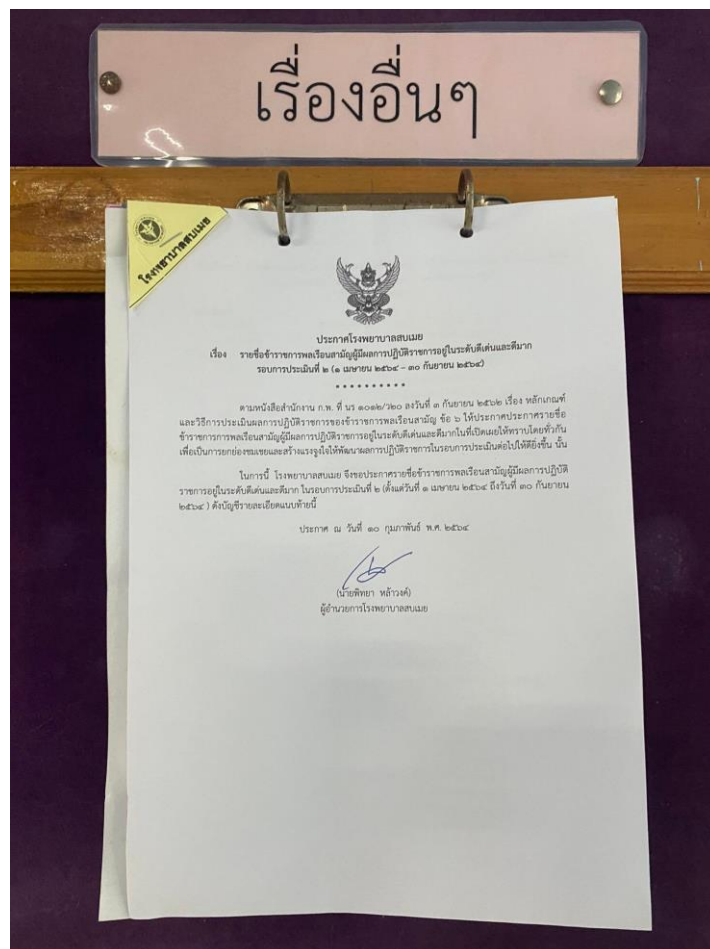 เรื่องอื่นๆ
โรงพยาบาลสบเมย
ประกาศโรงพยาบาลสบเมย
เรื่อง รายชื่อข้าราชการพลเรือนสามัญผู้มีผลการปฏิบัติราชการอยู่ในระดับดีเด่นและดีมาก
รอบการประเมินที่ ๒ (๑ เมษายน ๒๕๖๔ – ๓๐ กันยายน ๒๕๖๔)
**********
ตามหนังสือสำนักงาน ก.พ. ที่ นร ๑๐๑๒/ว๒๐ ลงวันที่ ๓ กันยายน ๒๕๖๒ เรื่อง หลักเกณฑ์
และวิธีการประเมินผลการปฏิบัติราชการของข้าราชการพลเรือนสามัญ ข้อ ๖ ให้ประกาศประกาศรายชื่อ
ข้าราชการการพลเรือนสามัญผู้มีผลการปฏิบัติราชการอยู่ในระดับดีเด่นและดีมากในที่เปิดเผยให้ทราบโดยทั่วกัน
เพื่อเป็นการยกย่องชมเชยและสร้างแรงจูงใจให้พัฒนาผลการปฏิบัติราชการในรอบการประเมินต่อไปให้ดียิ่งขึ้น นั้น
ในการนี้ โรงพยาบาลสบเมย จึงขอประกาศรายชื่อข้าราชการพลเรือนสามัญผู้มีผลการปฏิบัติ
ราชการอยู่ในระดับดีเด่นและดีมาก ในรอบการประเมินที่ ๒ (ตั้งแต่วันที่ ๑ เมษายน ๒๕๖๔ ถึงวันที่ ๓๐ กันยายน
๒๕๖๔ ) ดังบัญชีรายละเอียดแนบท้ายนี้
ประกาศ ณ วันที่ ๑๐ กุมภาพันธ์ พ.ศ. ๒๕๖๔
(นายพิทยา หล้าวงค์)
ผู้อำนวยการโรงพยาบาลสบเมย